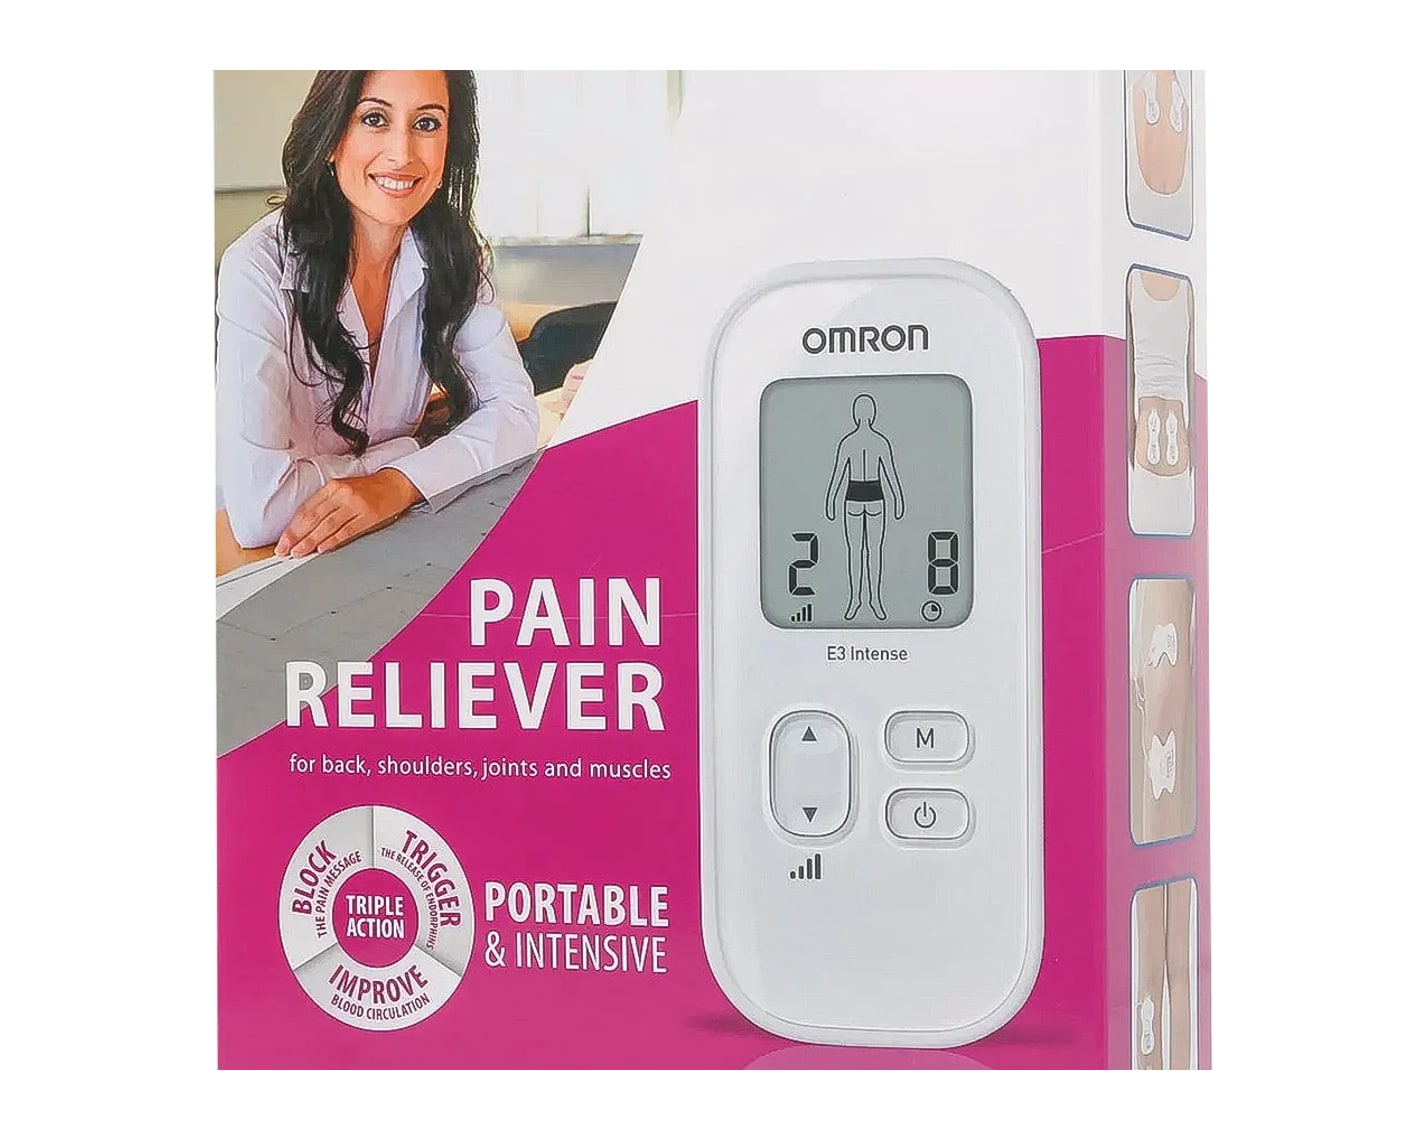 OMRON
2 8
E3 Intense
M
PAIN
RELIEVER
for back, shoulders, joints and muscles
BLOCK
THE PAIN MESSAGE
TRIGGER
THE RELEASE OF ENDORPHINS
TRIPLE
ACTION
IMPROVE
BLOOD CIRCULATION
PORTABLE
& INTENSIVE